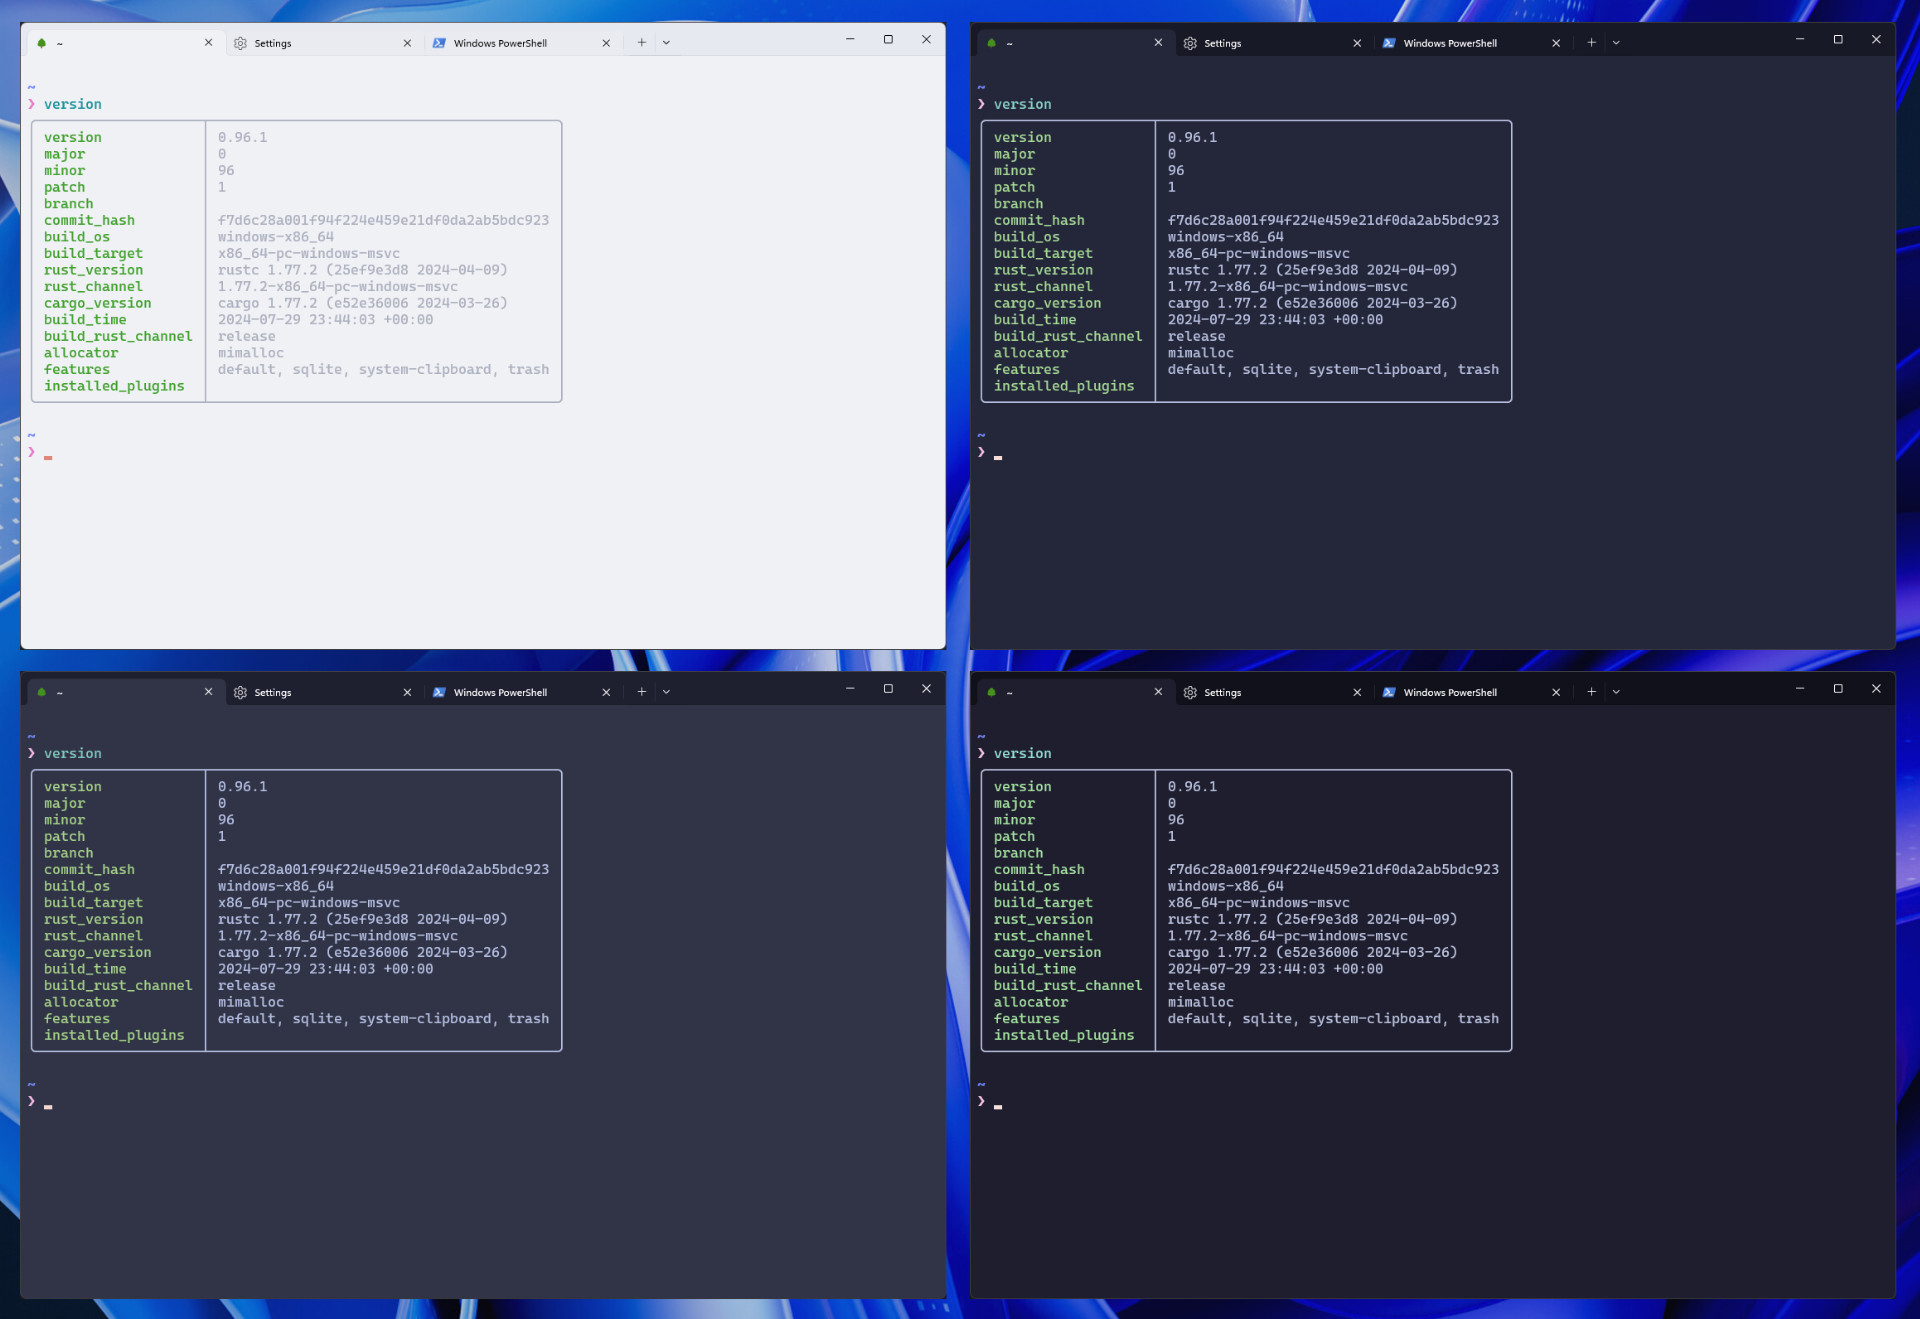 ~ Settings Windows PowerShell
~
❯ version
version 0.96.1
major 0
minor 96
patch 1
branch
commit_hash f7d6c28a001f94f224e459e21df0da2ab5bdc923
build_os windows-x86_64
build_target x86_64-pc-windows-msvc
rust_version rustc 1.77.2 (25ef9e3d8 2024-04-09)
rust_channel 1.77.2-x86_64-pc-windows-msvc
cargo_version cargo 1.77.2 (e52e36006 2024-03-26)
build_time 2024-07-29 23:44:03 +00:00
build_rust_channel release
allocator mimalloc
features default, sqlite, system-clipboard, trash
installed_plugins
~
❯ _
~ Settings Windows PowerShell
~
❯ version
version 0.96.1
major 0
minor 96
patch 1
branch
commit_hash f7d6c28a001f94f224e459e21df0da2ab5bdc923
build_os windows-x86_64
build_target x86_64-pc-windows-msvc
rust_version rustc 1.77.2 (25ef9e3d8 2024-04-09)
rust_channel 1.77.2-x86_64-pc-windows-msvc
cargo_version cargo 1.77.2 (e52e36006 2024-03-26)
build_time 2024-07-29 23:44:03 +00:00
build_rust_channel release
allocator mimalloc
features default, sqlite, system-clipboard, trash
installed_plugins
~
❯ _
~ Settings Windows PowerShell
~
❯ version
version 0.96.1
major 0
minor 96
patch 1
branch
commit_hash f7d6c28a001f94f224e459e21df0da2ab5bdc923
build_os windows-x86_64
build_target x86_64-pc-windows-msvc
rust_version rustc 1.77.2 (25ef9e3d8 2024-04-09)
rust_channel 1.77.2-x86_64-pc-windows-msvc
cargo_version cargo 1.77.2 (e52e36006 2024-03-26)
build_time 2024-07-29 23:44:03 +00:00
build_rust_channel release
allocator mimalloc
features default, sqlite, system-clipboard, trash
installed_plugins
~
❯ _
~ Settings Windows PowerShell
~
❯ version
version 0.96.1
major 0
minor 96
patch 1
branch
commit_hash f7d6c28a001f94f224e459e21df0da2ab5bdc923
build_os windows-x86_64
build_target x86_64-pc-windows-msvc
rust_version rustc 1.77.2 (25ef9e3d8 2024-04-09)
rust_channel 1.77.2-x86_64-pc-windows-msvc
cargo_version cargo 1.77.2 (e52e36006 2024-03-26)
build_time 2024-07-29 23:44:03 +00:00
build_rust_channel release
allocator mimalloc
features default, sqlite, system-clipboard, trash
installed_plugins
~
❯ _